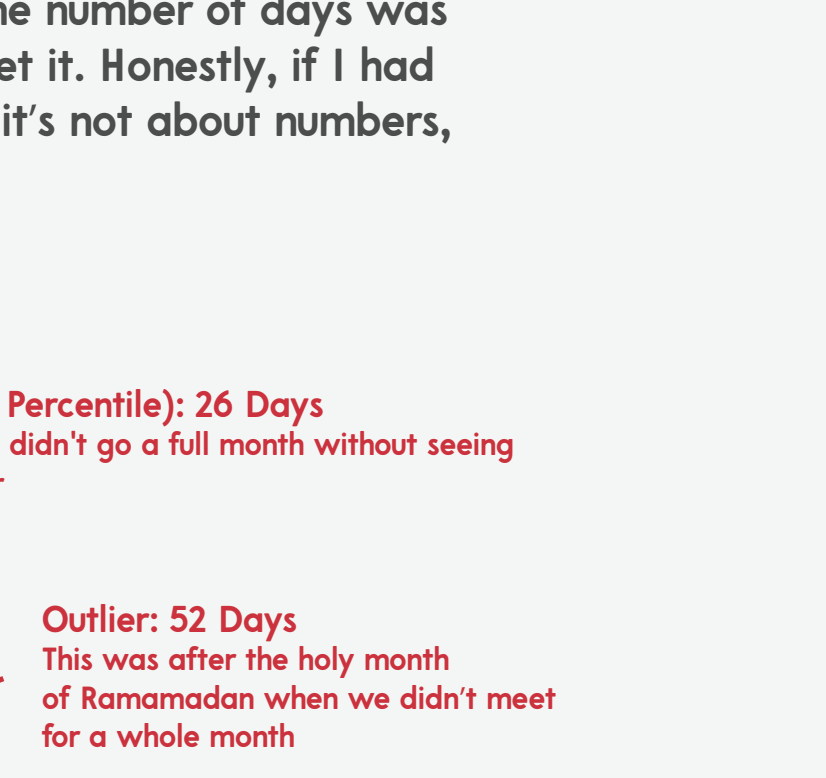 he number of days was
et it. Honestly, if I had
it’s not about numbers,
Percentile): 26 Days
didn't go a full month without seeing
Outlier: 52 Days
This was after the holy month
of Ramamadan when we didn’t meet
for a whole month